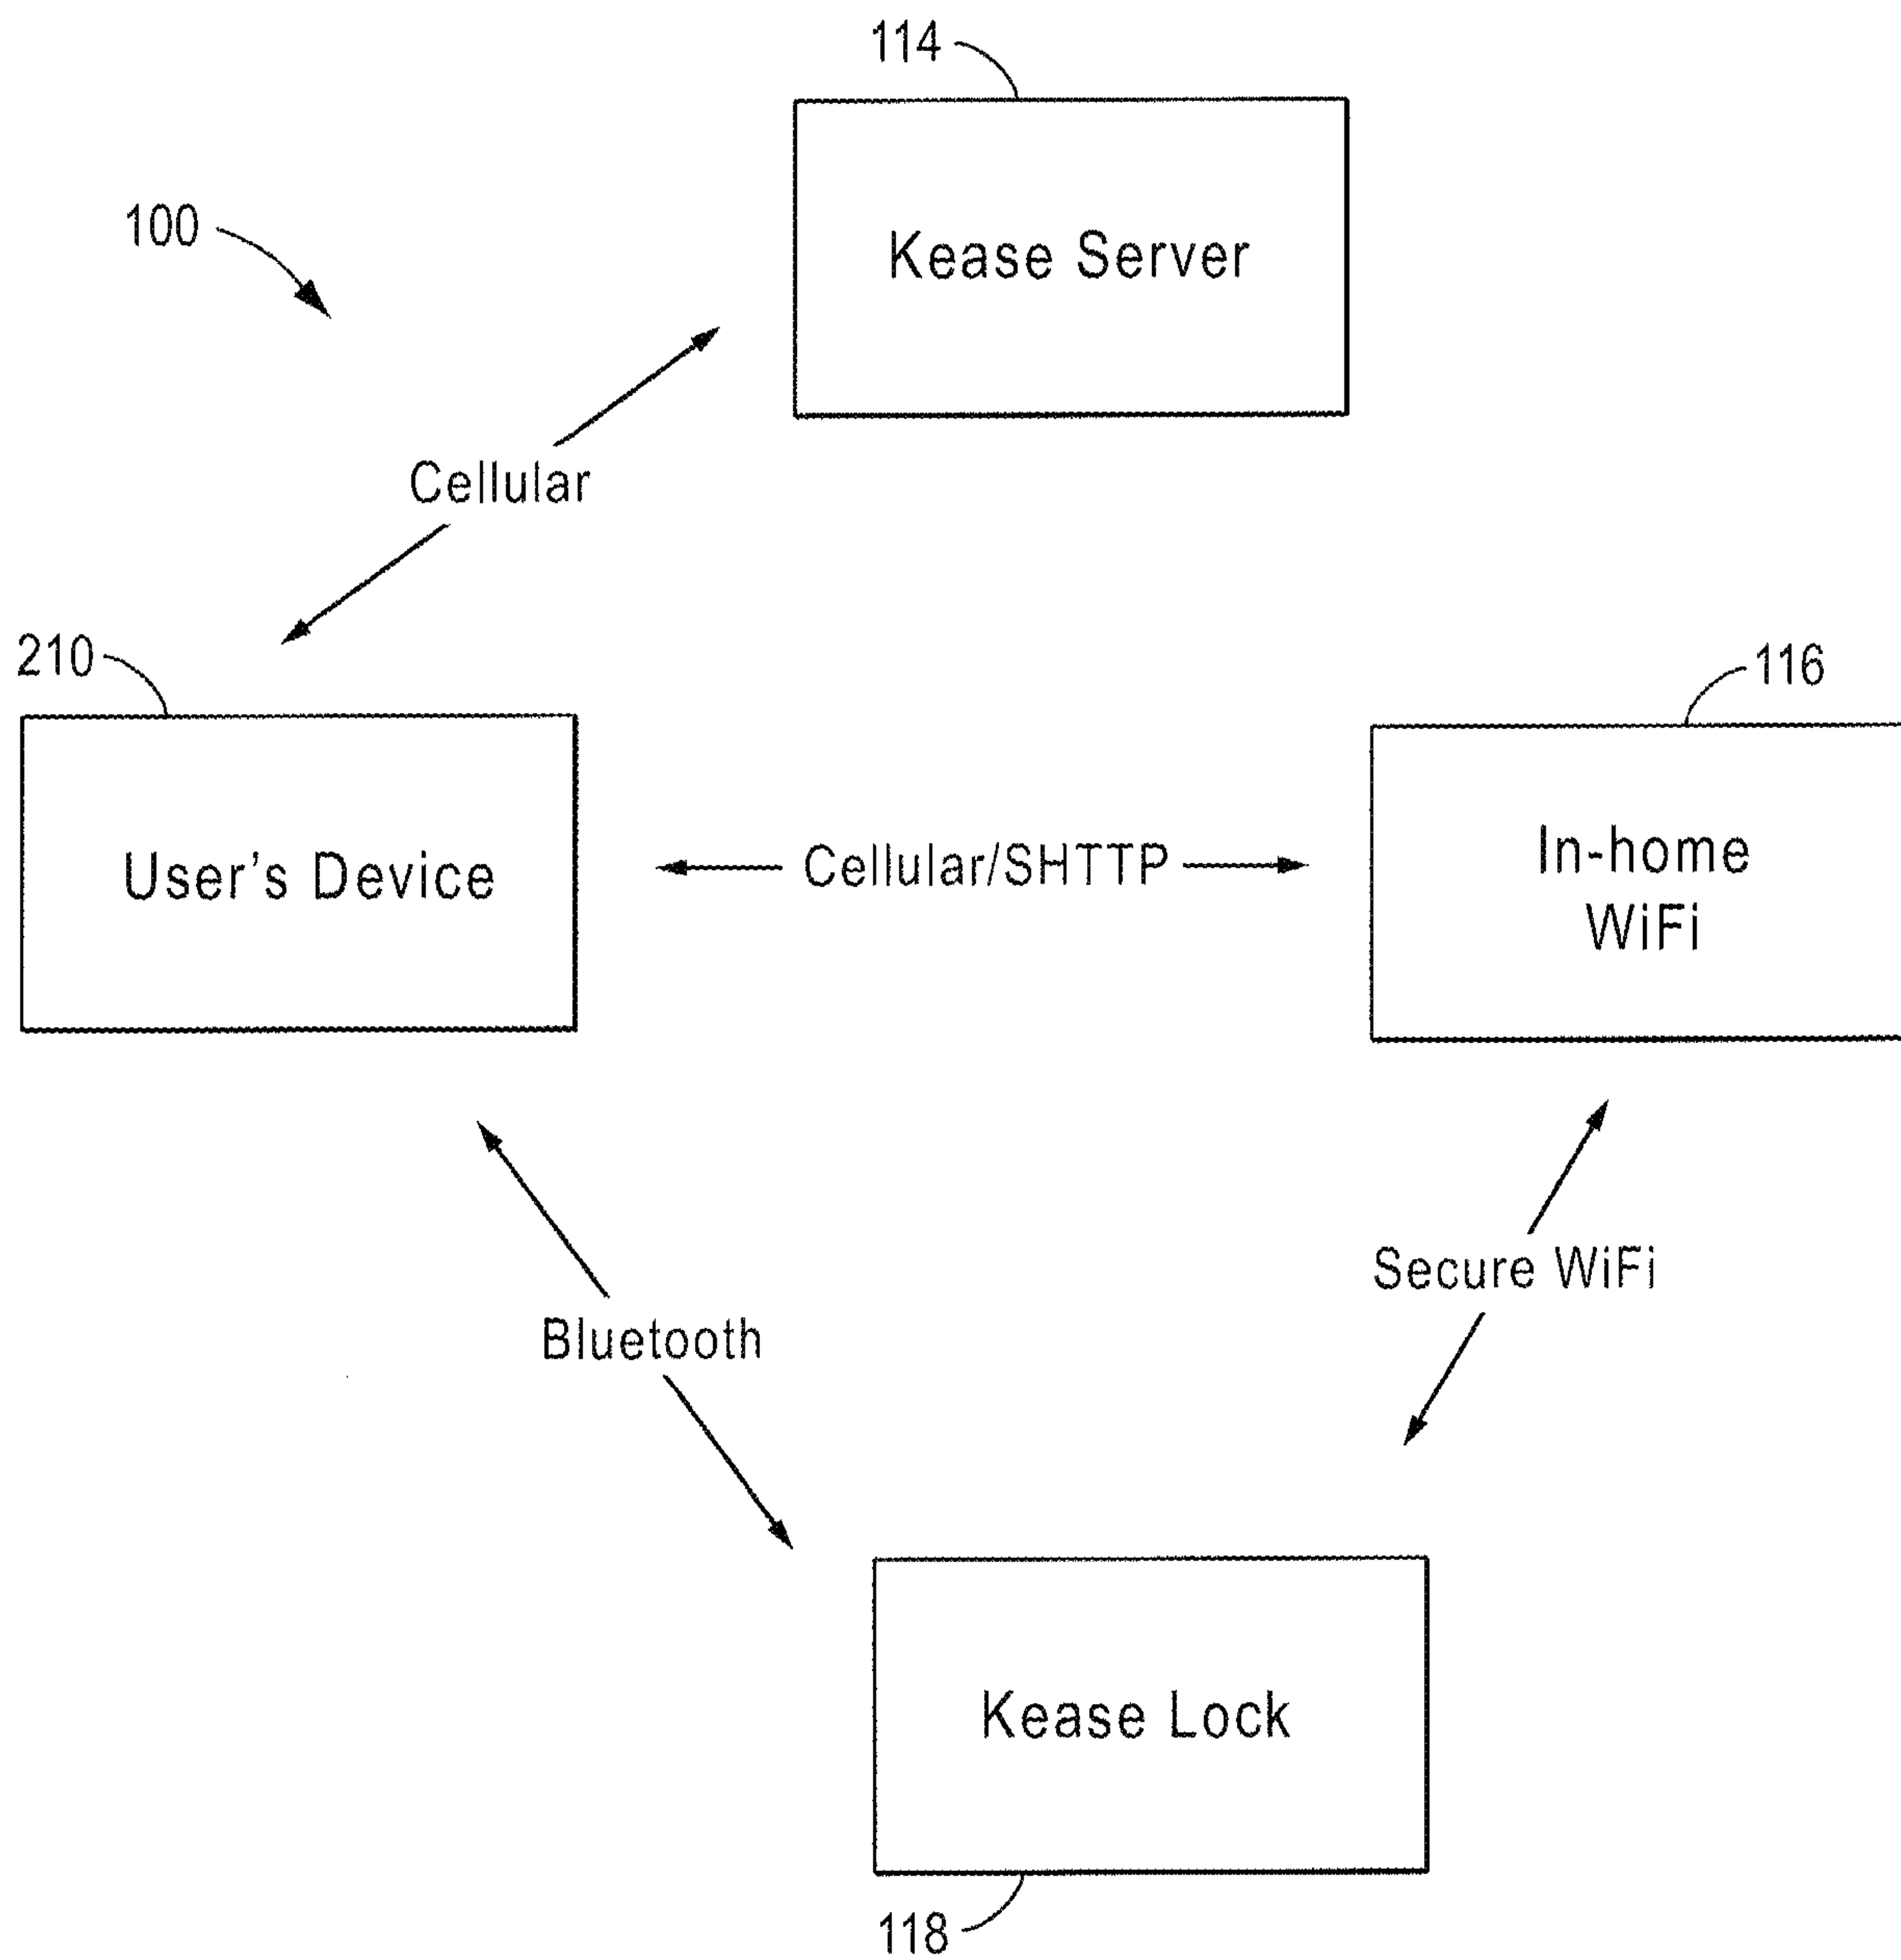 114
Kease Server
100
Cellular
210
116
User's Device
Cellular/SHTTP
In-home
WiFi
Secure WiFi
Bluetooth
Kease Lock
118